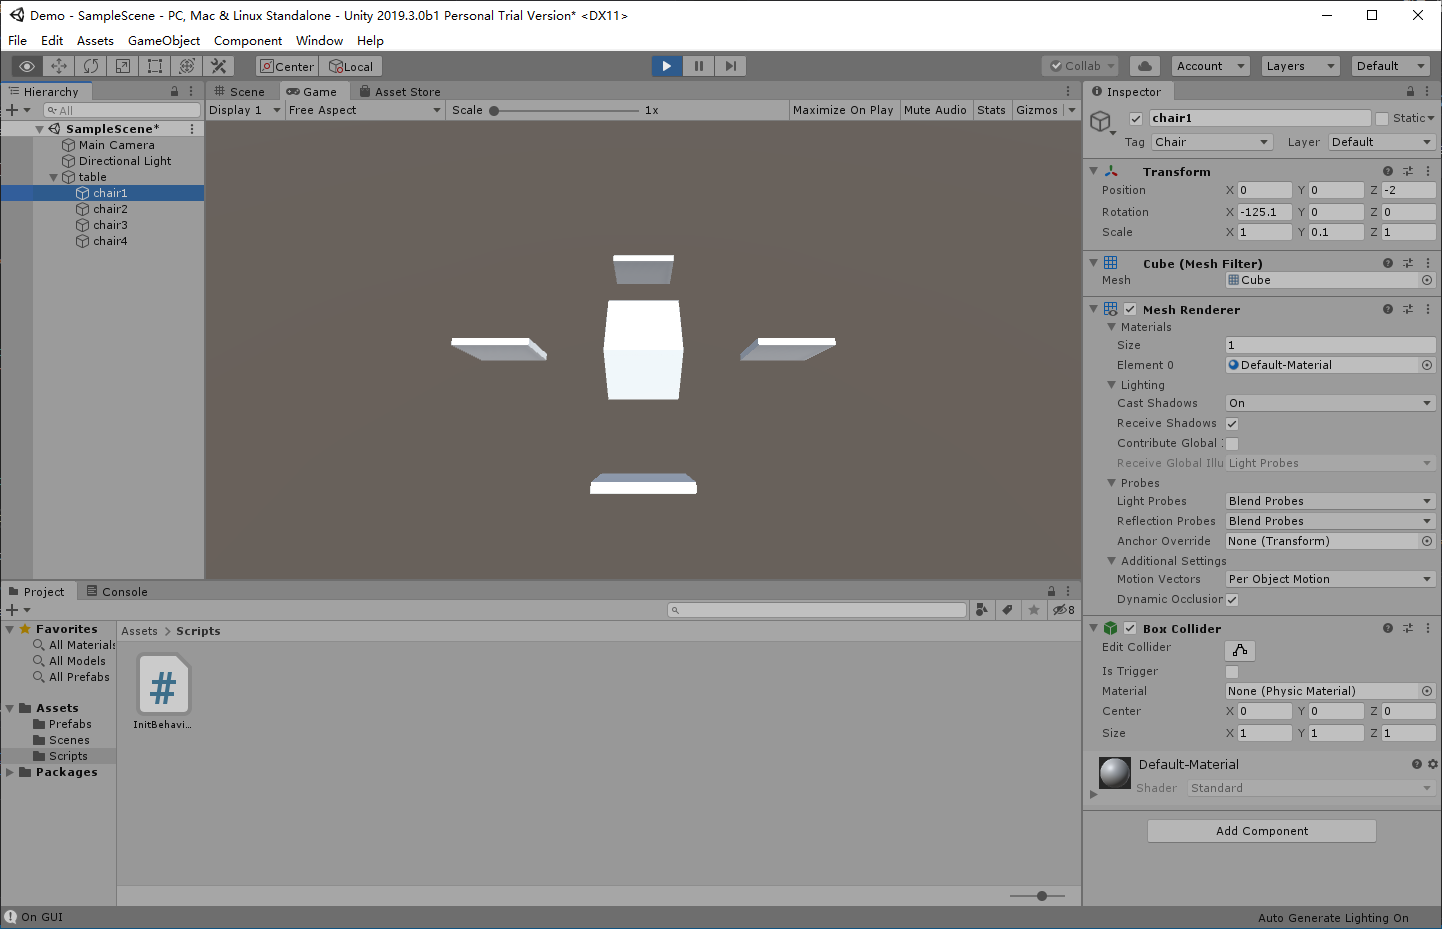 Demo - SampleScene - PC, Mac & Linux Standalone - Unity 2019.3.0b1 Personal Trial Version* <DX11>
File Edit Assets GameObject Component Window Help
Center Local Collab Account Layers Default
Hierarchy
All
SampleScene*
Main Camera
Directional Light
table
chair1
chair2
chair3
chair4
Scene Game Asset Store
Display 1 Free Aspect Scale 1x Maximize On Play Mute Audio Stats Gizmos
Inspector
chair1 Static
Tag Chair Layer Default
Transform
Position X 0 Y 0 Z -2
Rotation X -125.1 Y 0 Z 0
Scale X 1 Y 0.1 Z 1
Cube (Mesh Filter)
Mesh Cube
Mesh Renderer
Materials
Size 1
Element 0 Default-Material
Lighting
Cast Shadows On
Receive Shadows
Contribute Global
Receive Global Illu Light Probes
Probes
Light Probes Blend Probes
Reflection Probes Blend Probes
Anchor Override None (Transform)
Additional Settings
Motion Vectors Per Object Motion
Dynamic Occlusion
Box Collider
Edit Collider
Is Trigger
Material None (Physic Material)
Center X 0 Y 0 Z 0
Size X 1 Y 1 Z 1
Default-Material
Shader Standard
Add Component
Project Console
8
Favorites
All Materials
All Models
All Prefabs
Assets
Prefabs
Scenes
Scripts
Packages
Assets > Scripts
#
InitBehavi...
On GUI
Auto Generate Lighting On